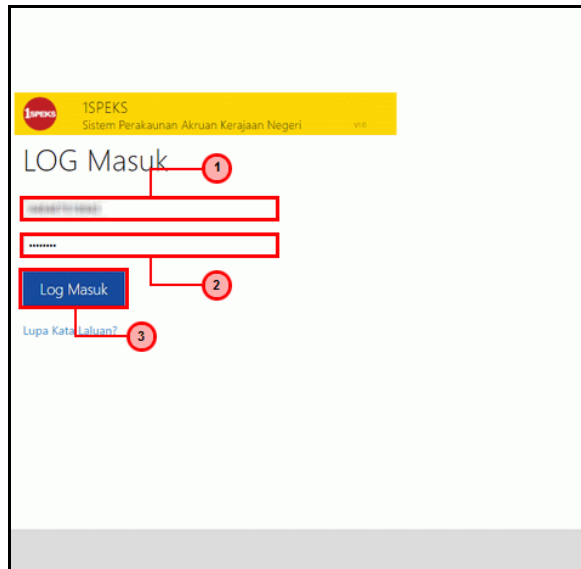 1SPEKS
1SPEKS
Sistem Perakaunan Akruan Kerajaan Negeri
V1.0
LOG Masuk
1
........
2
Log Masuk
Lupa Kata Laluan?
3